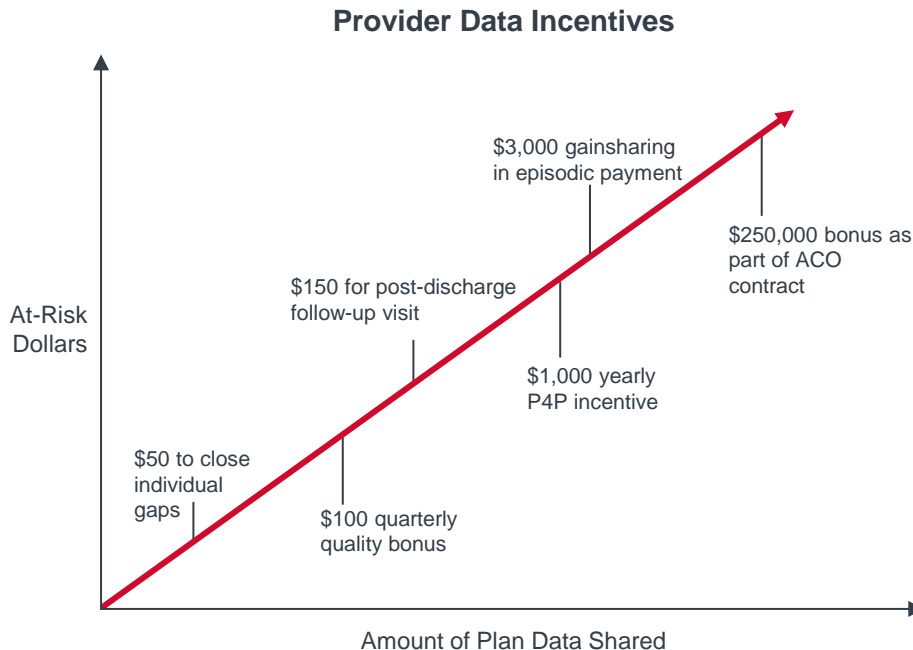 Provider Data Incentives
$3,000 gainsharing
in episodic payment
$250,000 bonus as
part of ACO
contract
$150 for post-discharge
follow-up visit
At-Risk
Dollars
$1,000 yearly
P4P incentive
$50 to close
individual
gaps
$100 quarterly
quality bonus
Amount of Plan Data Shared